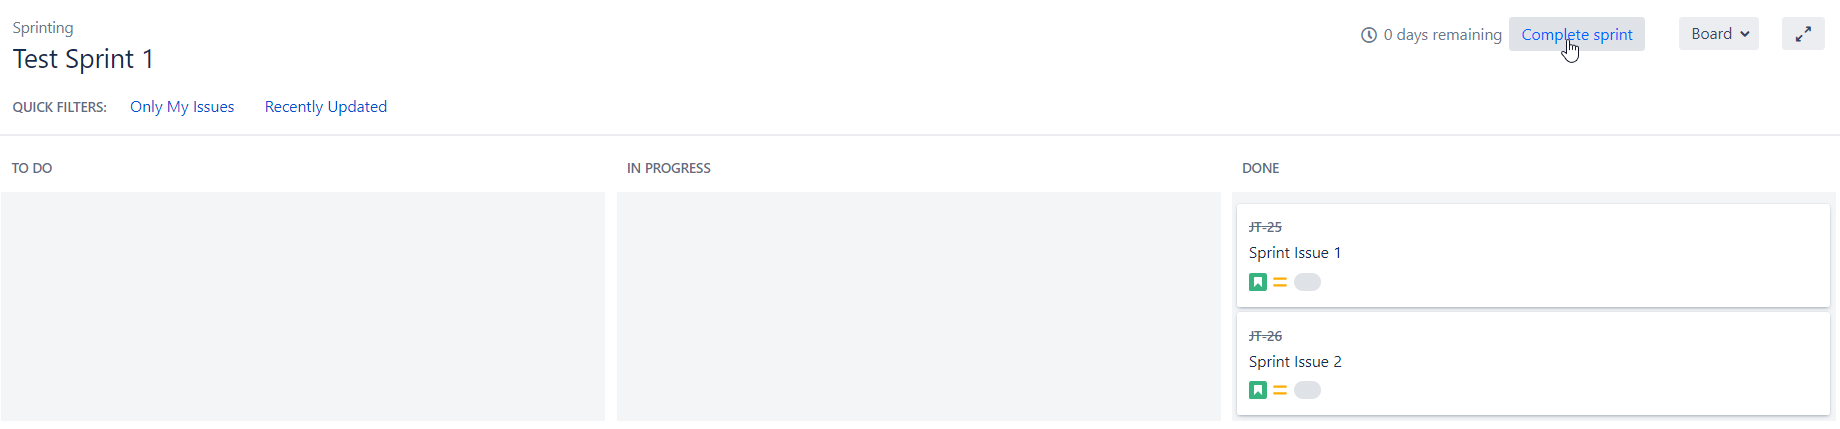 Sprinting
Test Sprint 1
0 days remaining
Complete sprint
Board
QUICK FILTERS: Only My Issues Recently Updated
TO DO
IN PROGRESS
DONE
JT-25
Sprint Issue 1
JT-26
Sprint Issue 2